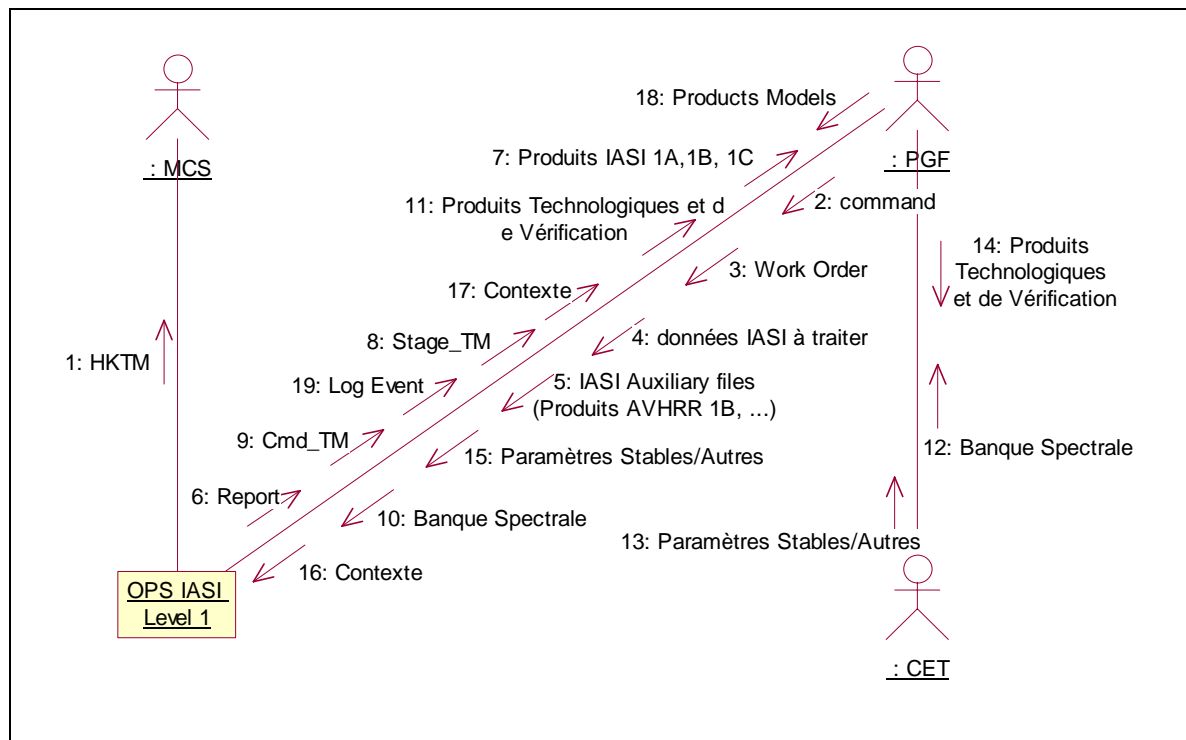 18: Products Models
: MCS
7: Produits IASI 1A,1B, 1C
: PGF
11: Produits Technologiques et d
e Vérification
2: command
14: Produits
Technologiques
et de Vérification
3: Work Order
17: Contexte
4: données IASI à traiter
8: Stage_TM
1: HKTM
19: Log Event
5: IASI Auxiliary files
(Produits AVHRR 1B, ...)
9: Cmd_TM
12: Banque Spectrale
15: Paramètres Stables/Autres
6: Report
10: Banque Spectrale
13: Paramètres Stables/Autres
16: Contexte
OPS IASI
Level 1
: CET